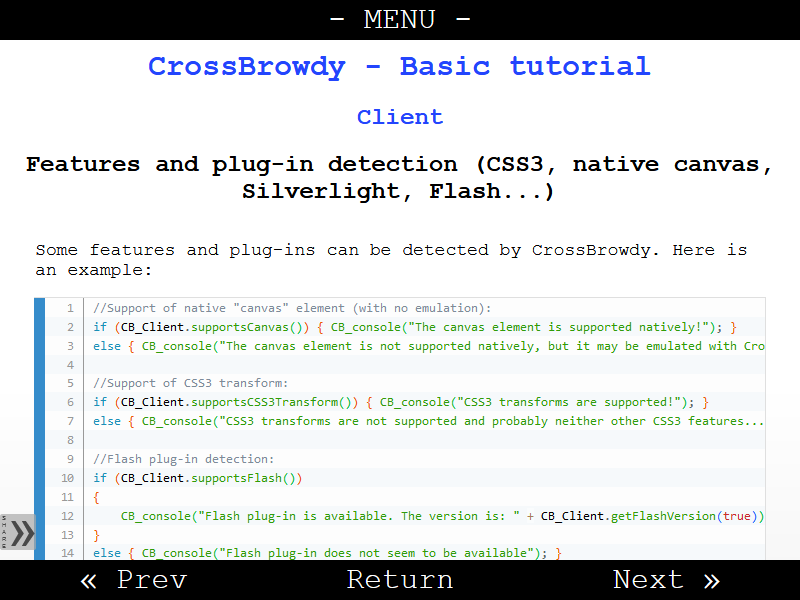 - MENU -
CrossBrowdy - Basic tutorial
Client
Features and plug-in detection (CSS3, native canvas,
Silverlight, Flash...)
Some features and plug-ins can be detected by CrossBrowdy. Here is
an example:
1 //Support of native "canvas" element (with no emulation):
2 if (CB_Client.supportsCanvas()) { CB_console("The canvas element is supported natively!"); }
3 else { CB_console("The canvas element is not supported natively, but it may be emulated with Cro
4
5 //Support of CSS3 transform:
6 if (CB_Client.supportsCSS3Transform()) { CB_console("CSS3 transforms are supported!"); }
7 else { CB_console("CSS3 transforms are not supported and probably neither other CSS3 features...
8
9 //Flash plug-in detection:
10 if (CB_Client.supportsFlash())
11 {
12 CB_console("Flash plug-in is available. The version is: " + CB_Client.getFlashVersion(true))
13 }
14 else { CB_console("Flash plug-in does not seem to be available"); }
SHARE »
« Prev Return Next »